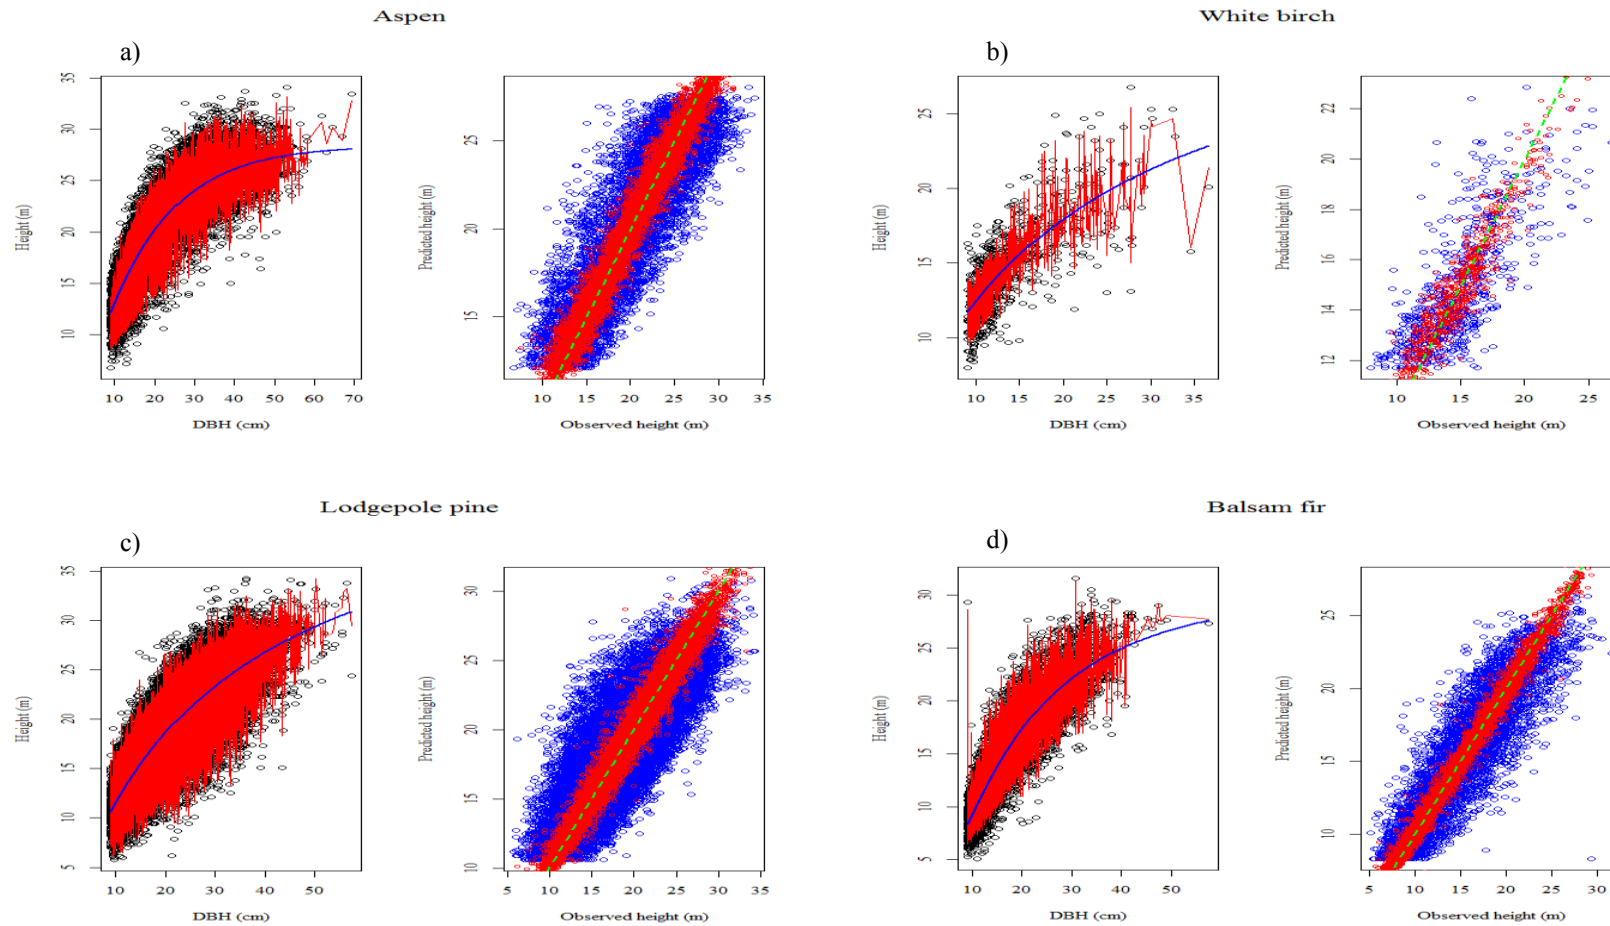 Aspen
White birch
a)
b)
Height (m)
35
30
25
20
15
10
10 20 30 40 50 60 70
DBH (cm)
Predicted height (m)
25
20
15
10 15 20 25 30 35
Observed height (m)
Height (m)
25
20
15
10
10 15 20 25 30 35
DBH (cm)
Predicted height (m)
22
20
18
16
14
12
10 15 20 25
Observed height (m)
Lodgepole pine
Balsam fir
c)
d)
Height (m)
35
30
25
20
15
10
5
10 20 30 40 50
DBH (cm)
Predicted height (m)
30
25
20
15
10
5 10 15 20 25 30 35
Observed height (m)
Height (m)
30
25
20
15
10
5
10 20 30 40 50
DBH (cm)
Predicted height (m)
25
20
15
10
5 10 15 20 25 30
Observed height (m)